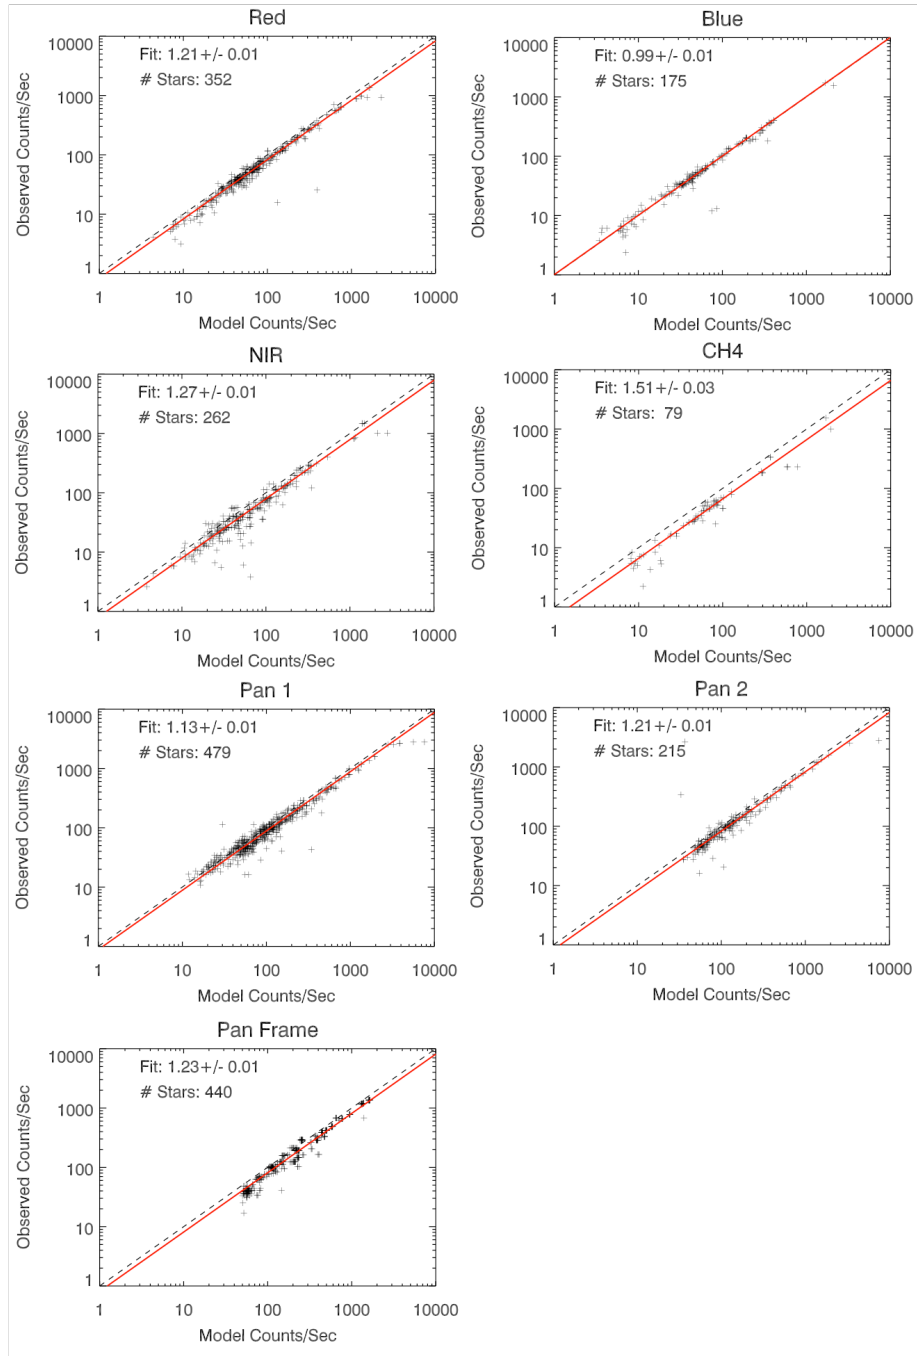 Red
Fit: 1.21+/- 0.01
# Stars: 352
10000
1000
100
10
1
Observed Counts/Sec
1 10 100 1000 10000
Model Counts/Sec
Blue
Fit: 0.99+/- 0.01
# Stars: 175
10000
1000
100
10
1
Observed Counts/Sec
1 10 100 1000 10000
Model Counts/Sec
NIR
Fit: 1.27+/- 0.01
# Stars: 262
10000
1000
100
10
1
Observed Counts/Sec
1 10 100 1000 10000
Model Counts/Sec
CH4
Fit: 1.51+/- 0.03
# Stars: 79
10000
1000
100
10
1
Observed Counts/Sec
1 10 100 1000 10000
Model Counts/Sec
Pan 1
Fit: 1.13+/- 0.01
# Stars: 479
10000
1000
100
10
1
Observed Counts/Sec
1 10 100 1000 10000
Model Counts/Sec
Pan 2
Fit: 1.21+/- 0.01
# Stars: 215
10000
1000
100
10
1
Observed Counts/Sec
1 10 100 1000 10000
Model Counts/Sec
Pan Frame
Fit: 1.23+/- 0.01
# Stars: 440
10000
1000
100
10
1
Observed Counts/Sec
1 10 100 1000 10000
Model Counts/Sec